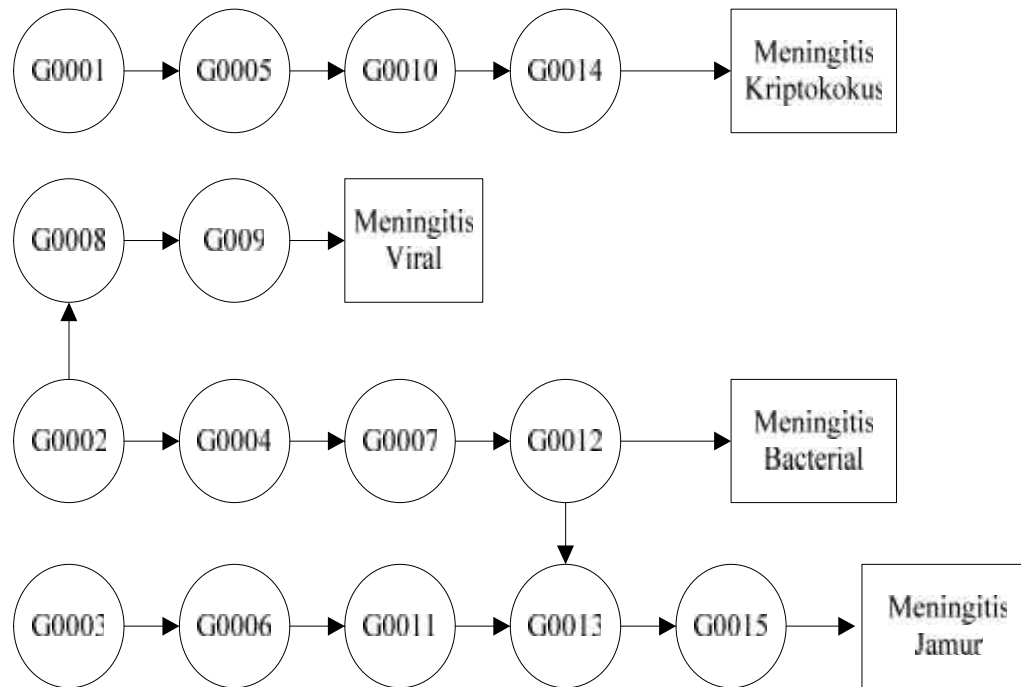 G0001
G0005
G0010
G0014
Meningitis
Kriptokokus
G0008
G009
Meningitis
Viral
G0002
G0004
G0007
G0012
Meningitis
Bacterial
G0003
G0006
G0011
G0013
G0015
Meningitis
Jamur